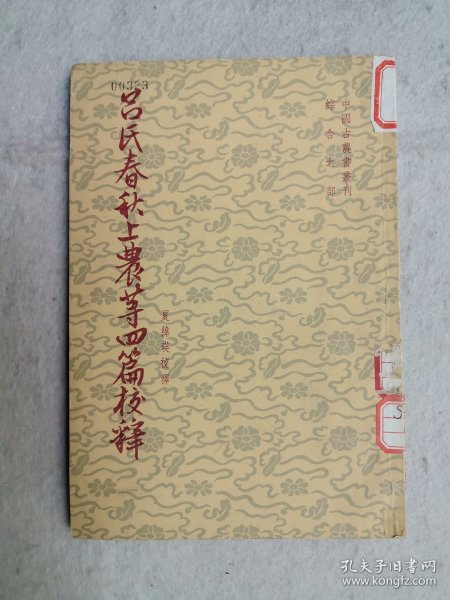 中國古農書叢刊
綜合之部
夏緯瑛校釋
呂氏春秋上農等四篇校釋
00323
S
孔夫子旧书网
www.kongfz.com